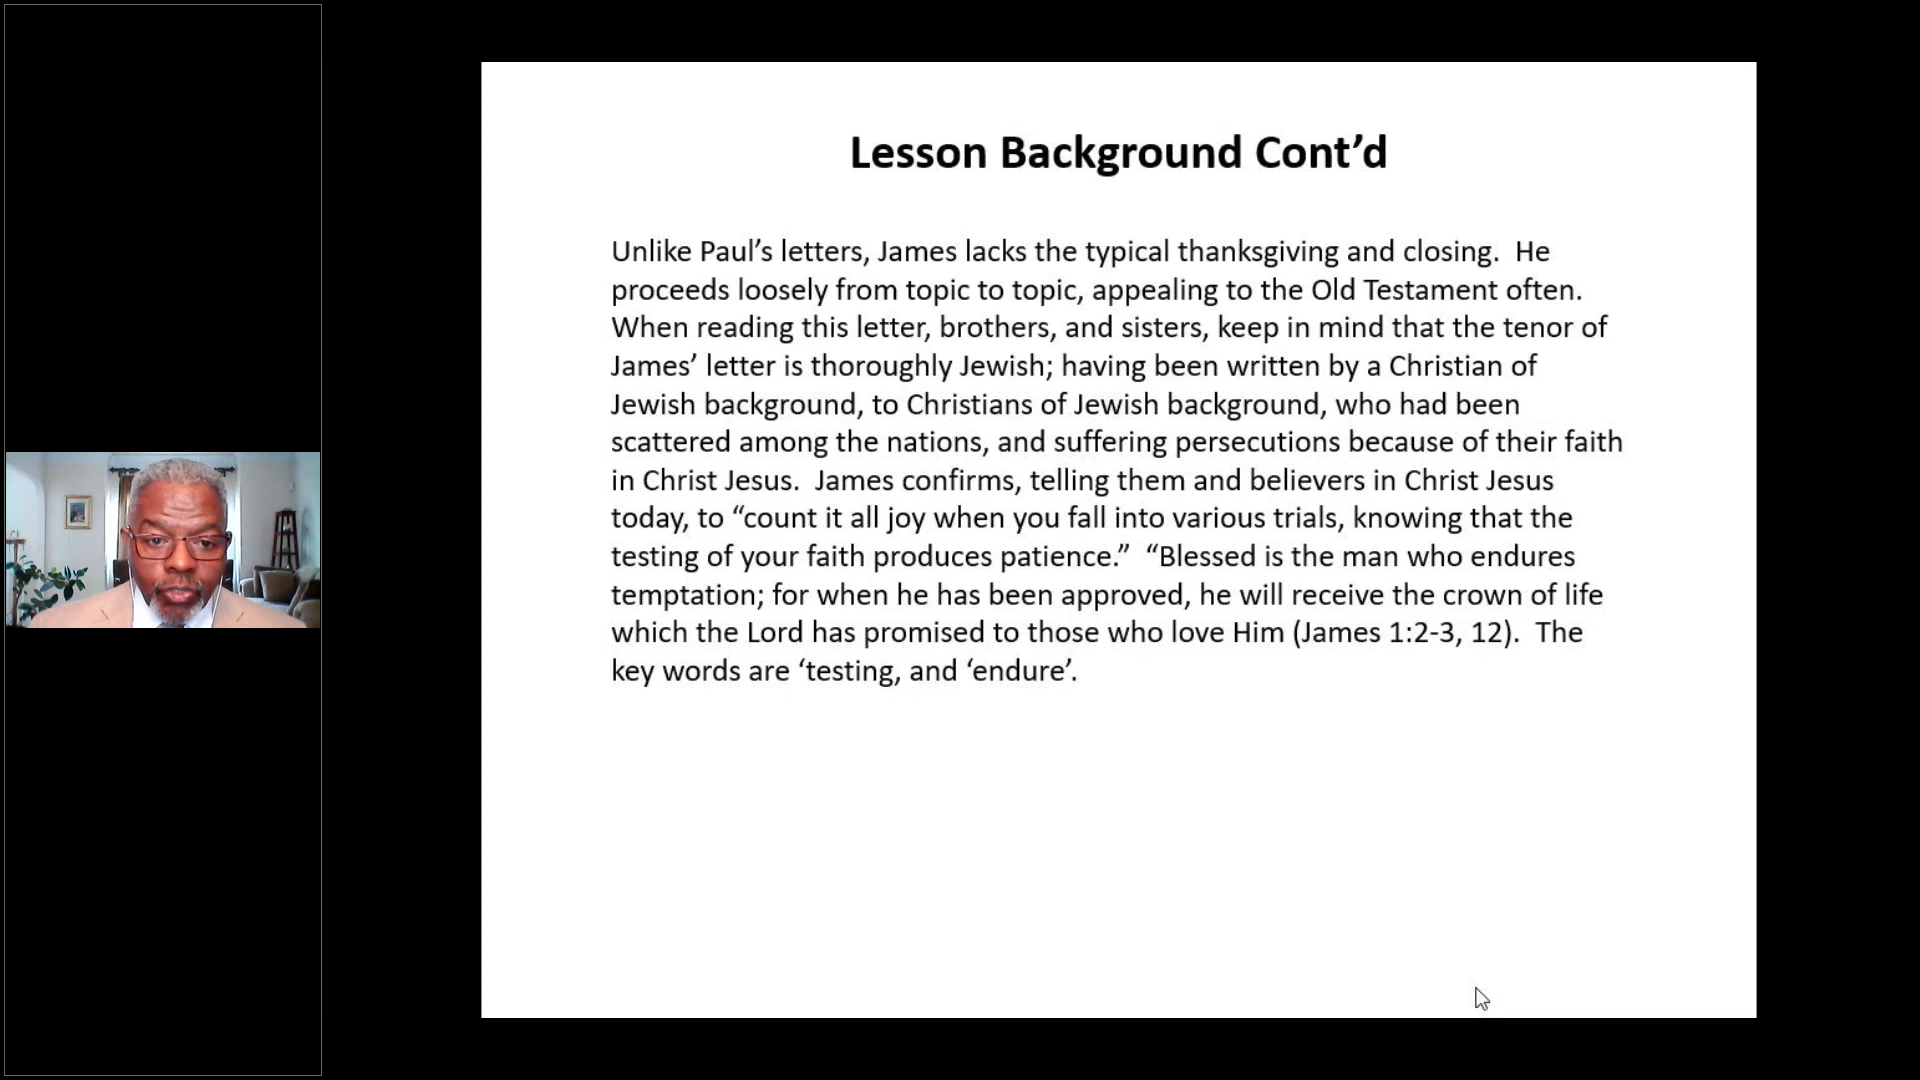 Lesson Background Cont’d
Unlike Paul’s letters, James lacks the typical thanksgiving and closing.  He
proceeds loosely from topic to topic, appealing to the Old Testament often.
When reading this letter, brothers, and sisters, keep in mind that the tenor of
James’ letter is thoroughly Jewish; having been written by a Christian of
Jewish background, to Christians of Jewish background, who had been
scattered among the nations, and suffering persecutions because of their faith
in Christ Jesus.  James confirms, telling them and believers in Christ Jesus
today, to “count it all joy when you fall into various trials, knowing that the
testing of your faith produces patience.”  “Blessed is the man who endures
temptation; for when he has been approved, he will receive the crown of life
which the Lord has promised to those who love Him (James 1:2-3, 12).  The
key words are ‘testing, and ‘endure’.